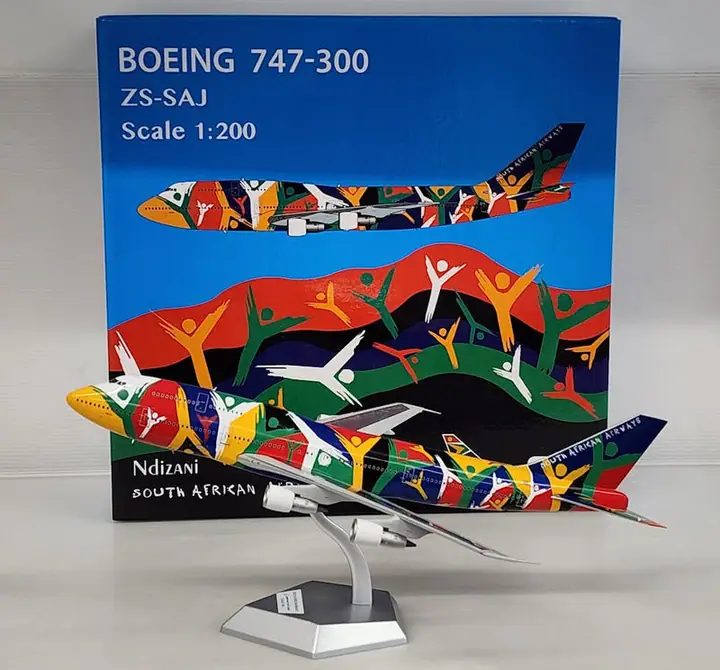 BOEING 747-300
ZS-SAJ
Scale 1:200
SOUTH AFRICAN AIRWAYS
SOUTH AFRICAN AIRWAYS
Ndizani
SOUTH AFRICAN